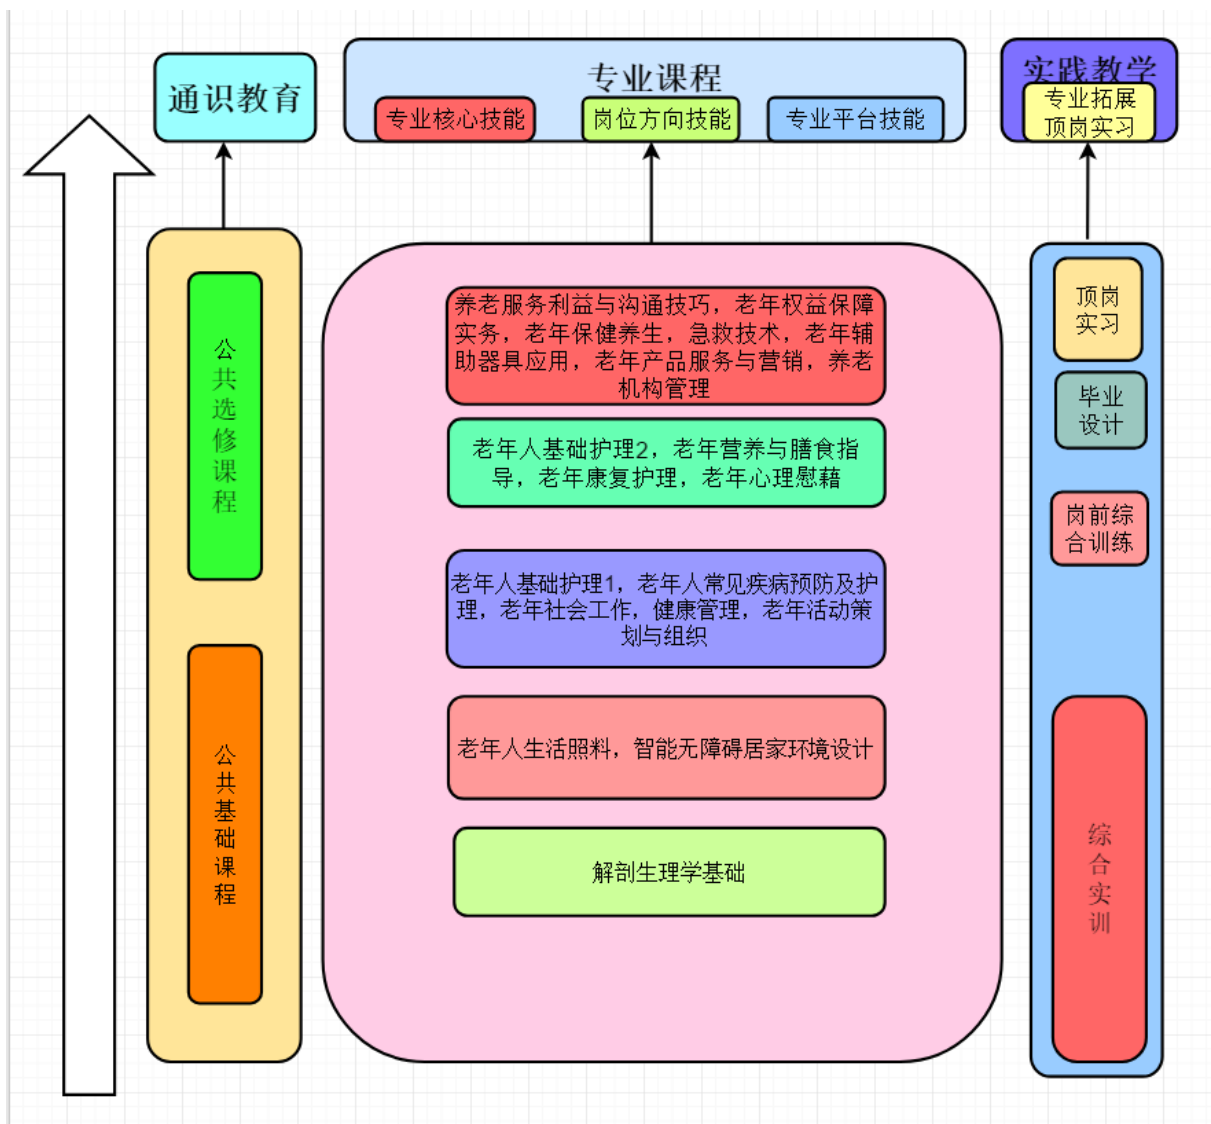 通识教育
专业课程
专业核心技能
岗位方向技能
专业平台技能
实践教学
专业拓展
顶岗实习
公
共
选
修
课
程
公
共
基
础
课
程
养老服务利益与沟通技巧，老年权益保障
实务，老年保健养生，急救技术，老年辅
助器具应用，老年产品服务与营销，养老
机构管理
老年人基础护理2，老年营养与膳食指
导，老年康复护理，老年心理慰藉
老年人基础护理1，老年人常见疾病预防及护
理，老年社会工作，健康管理，老年活动策
划与组织
老年人生活照料，智能无障碍居家环境设计
解剖生理学基础
顶岗
实习
毕业
设计
岗前综
合训练
综
合
实
训